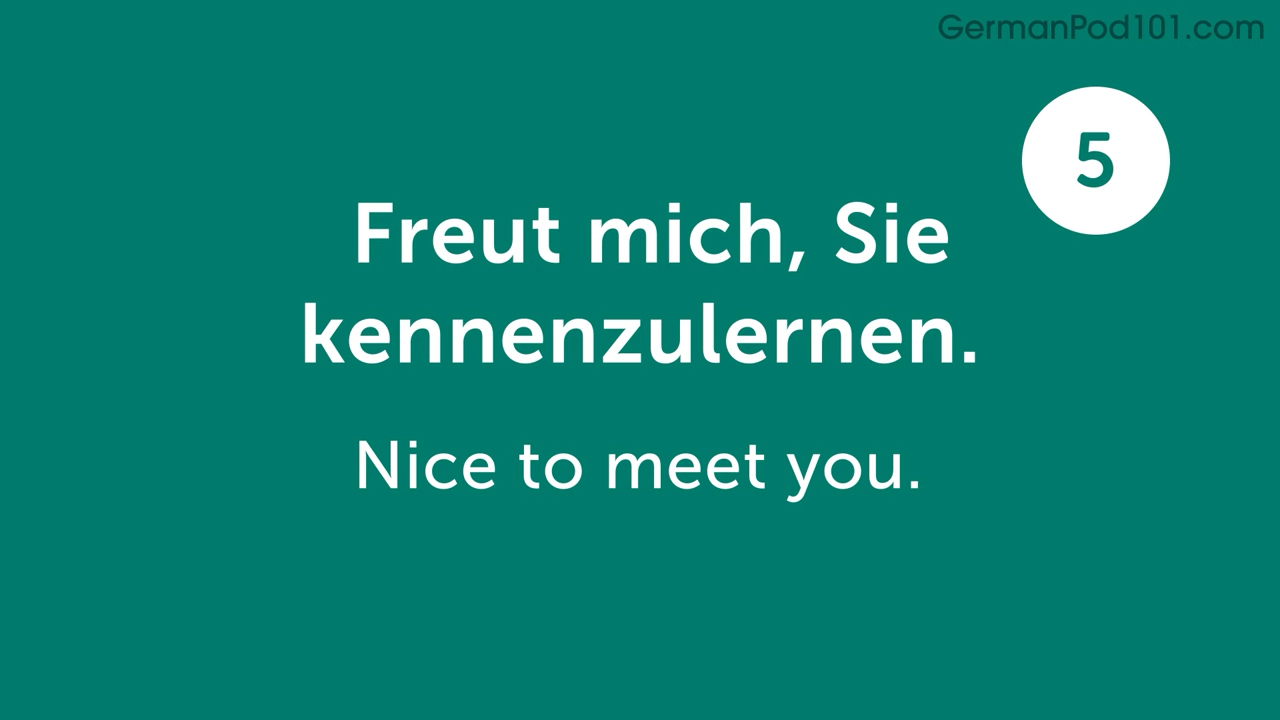 GermanPod101.com
5
Freut mich, Sie
kennenzulernen.
Nice to meet you.